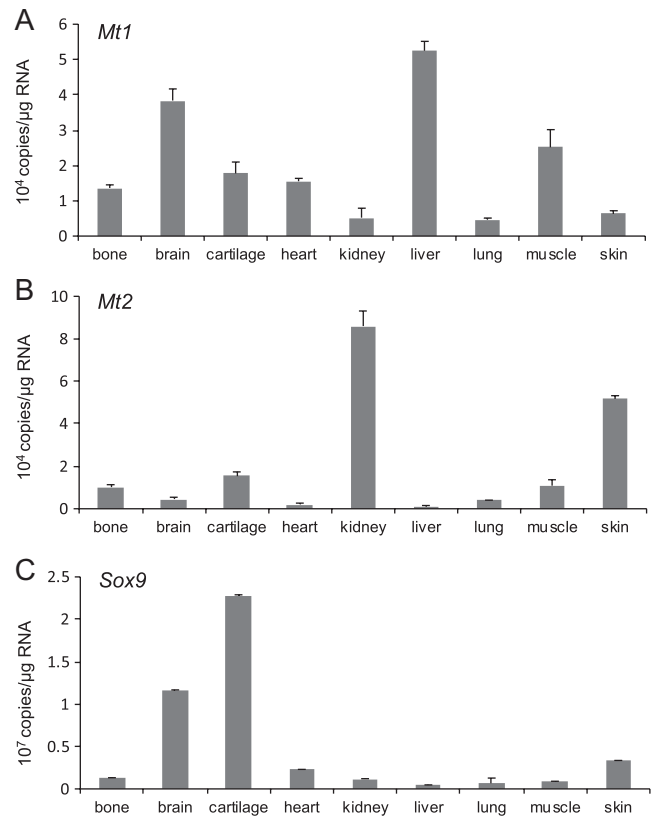 A
Mt1
10⁴ copies/µg RNA
6
5
4
3
2
1
0
bone brain cartilage heart kidney liver lung muscle skin
B
Mt2
10⁴ copies/µg RNA
10
8
6
4
2
0
bone brain cartilage heart kidney liver lung muscle skin
C
Sox9
10⁷ copies/µg RNA
2.5
2
1.5
1
0.5
0
bone brain cartilage heart kidney liver lung muscle skin